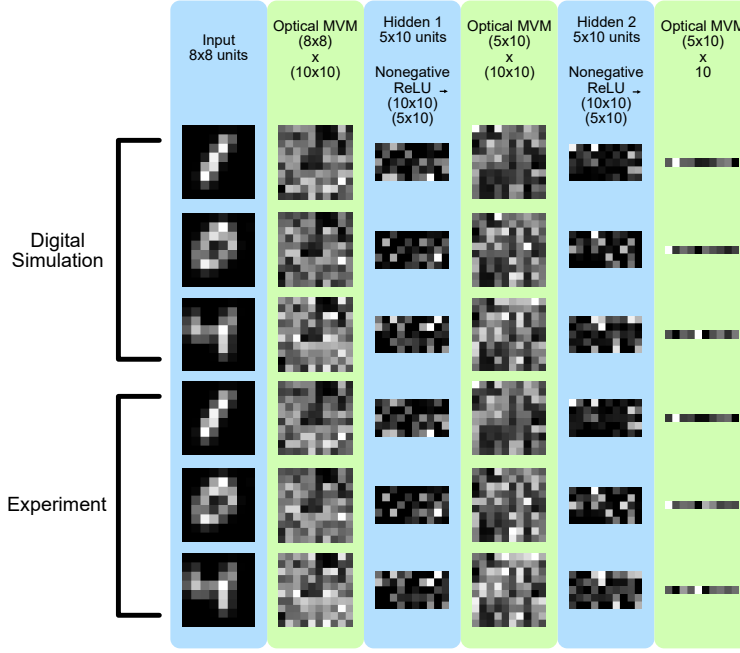 Input
8x8 units
Optical MVM
(8x8)
x
(10x10)
Hidden 1
5x10 units
Nonegative
ReLU →
(10x10)
(5x10)
Optical MVM
(5x10)
x
(10x10)
Hidden 2
5x10 units
Nonegative
ReLU →
(10x10)
(5x10)
Optical MVM
(5x10)
x
10
Digital
Simulation
Experiment